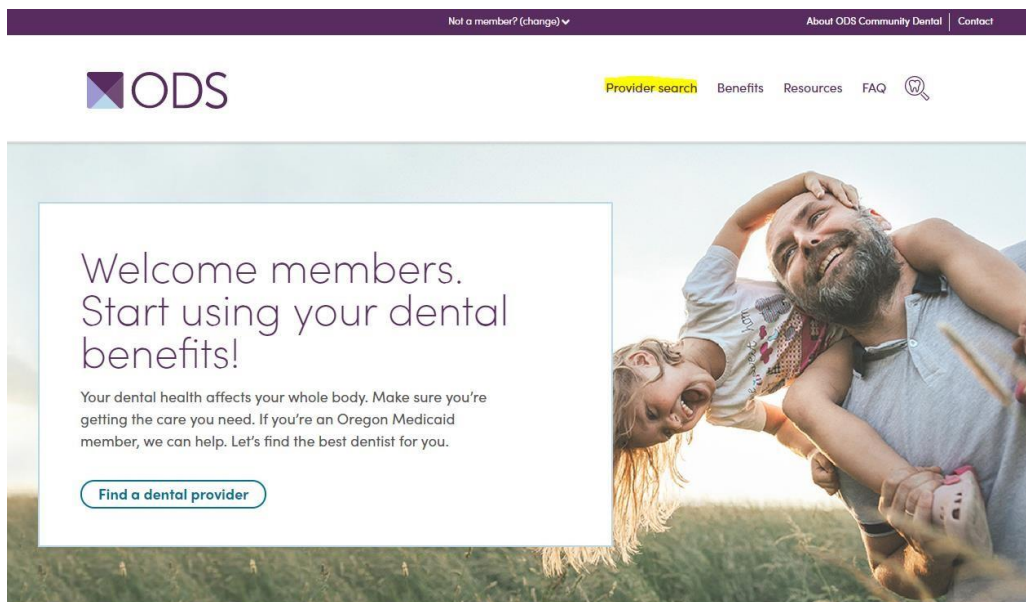 Not a member? (change)
About ODS Community Dental
Contact
ODS
Provider search
Benefits
Resources
FAQ
Welcome members.
Start using your dental
benefits!
Your dental health affects your whole body. Make sure you're
getting the care you need. If you're an Oregon Medicaid
member, we can help. Let's find the best dentist for you.
Find a dental provider